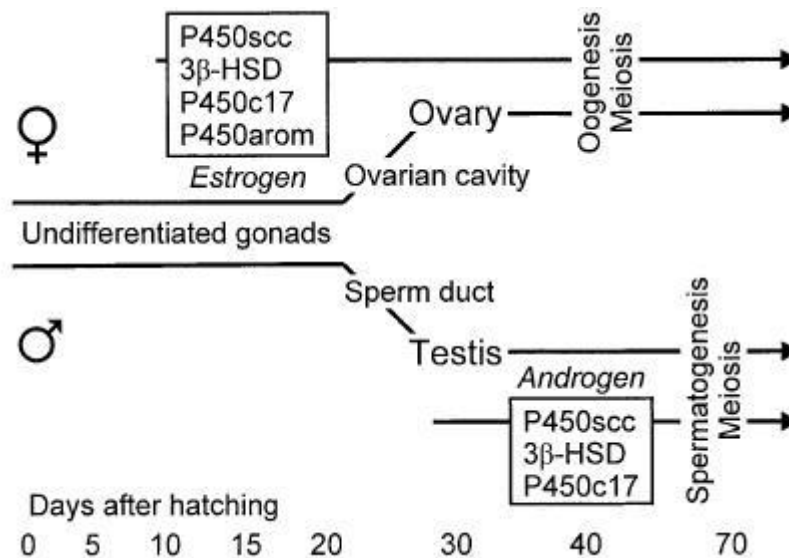 P450scc
3β-HSD
P450c17
P450arom
Estrogen
Ovary
Ovarian cavity
Oogenesis
Meiosis
♀
Undifferentiated gonads
♂
Sperm duct
Testis
Androgen
P450scc
3β-HSD
P450c17
Spermatogenesis
Meiosis
Days after hatching
0 5 10 15 20 30 40 70